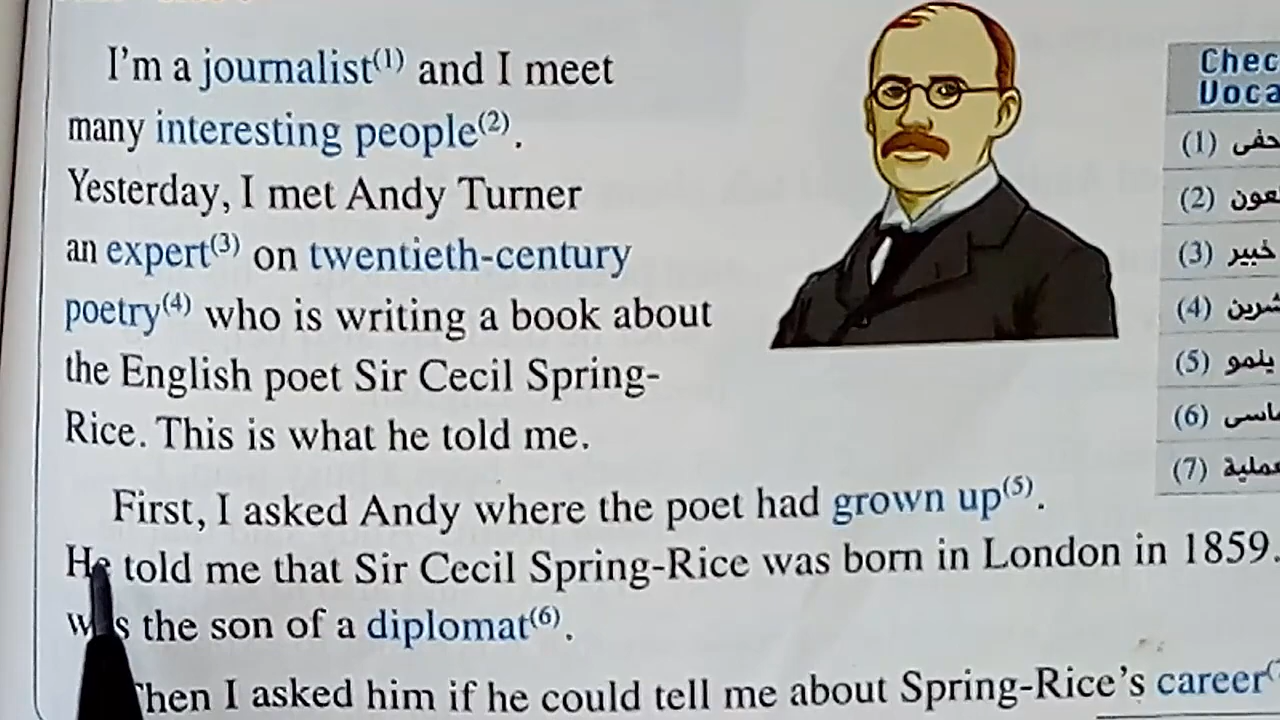 I'm a journalist(1) and I meet
many interesting people(2).
Yesterday, I met Andy Turner
an expert(3) on twentieth-century
poetry(4) who is writing a book about
the English poet Sir Cecil Spring-
Rice. This is what he told me.
First, I asked Andy where the poet had grown up(5).
He told me that Sir Cecil Spring-Rice was born in London in 1859.
was the son of a diplomat(6).
Then I asked him if he could tell me about Spring-Rice's career(
Chec
Voca
(1)
(2)
(3) خبير
(4)
(5)
(6)
(7)